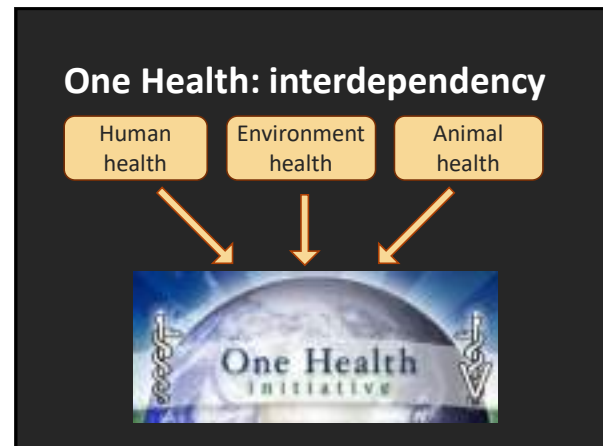 One Health: interdependency
Human
health
Environment
health
Animal
health
One Health
initiative